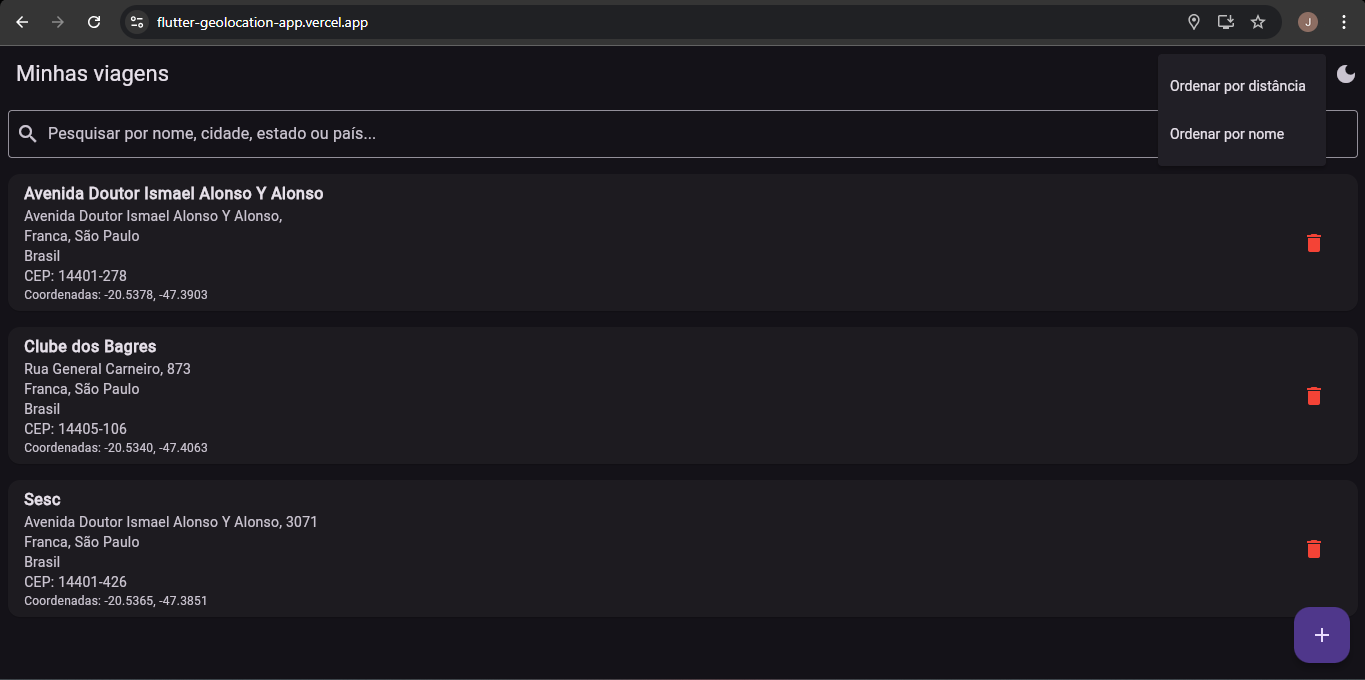 flutter-geolocation-app.vercel.app
J
Minhas viagens
Ordenar por distância
Ordenar por nome
Pesquisar por nome, cidade, estado ou país...
Avenida Doutor Ismael Alonso Y Alonso
Avenida Doutor Ismael Alonso Y Alonso,
Franca, São Paulo
Brasil
CEP: 14401-278
Coordenadas: -20.5378, -47.3903
Clube dos Bagres
Rua General Carneiro, 873
Franca, São Paulo
Brasil
CEP: 14405-106
Coordenadas: -20.5340, -47.4063
Sesc
Avenida Doutor Ismael Alonso Y Alonso, 3071
Franca, São Paulo
Brasil
CEP: 14401-426
Coordenadas: -20.5365, -47.3851